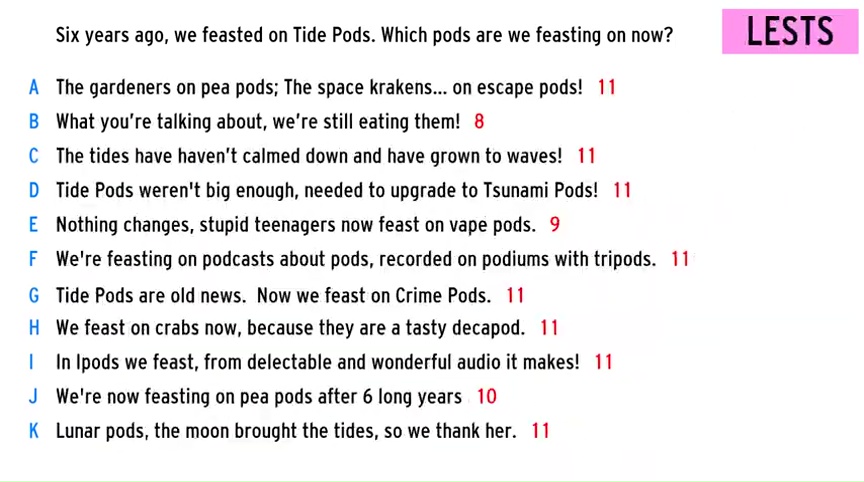 Six years ago, we feasted on Tide Pods. Which pods are we feasting on now?
LESTS
A The gardeners on pea pods; The space krakens... on escape pods! 11
B What you're talking about, we're still eating them! 8
C The tides have haven't calmed down and have grown to waves! 11
D Tide Pods weren't big enough, needed to upgrade to Tsunami Pods! 11
E Nothing changes, stupid teenagers now feast on vape pods. 9
F We're feasting on podcasts about pods, recorded on podiums with tripods. 11
G Tide Pods are old news. Now we feast on Crime Pods. 11
H We feast on crabs now, because they are a tasty decapod. 11
I In Ipods we feast, from delectable and wonderful audio it makes! 11
J We're now feasting on pea pods after 6 long years 10
K Lunar pods, the moon brought the tides, so we thank her. 11